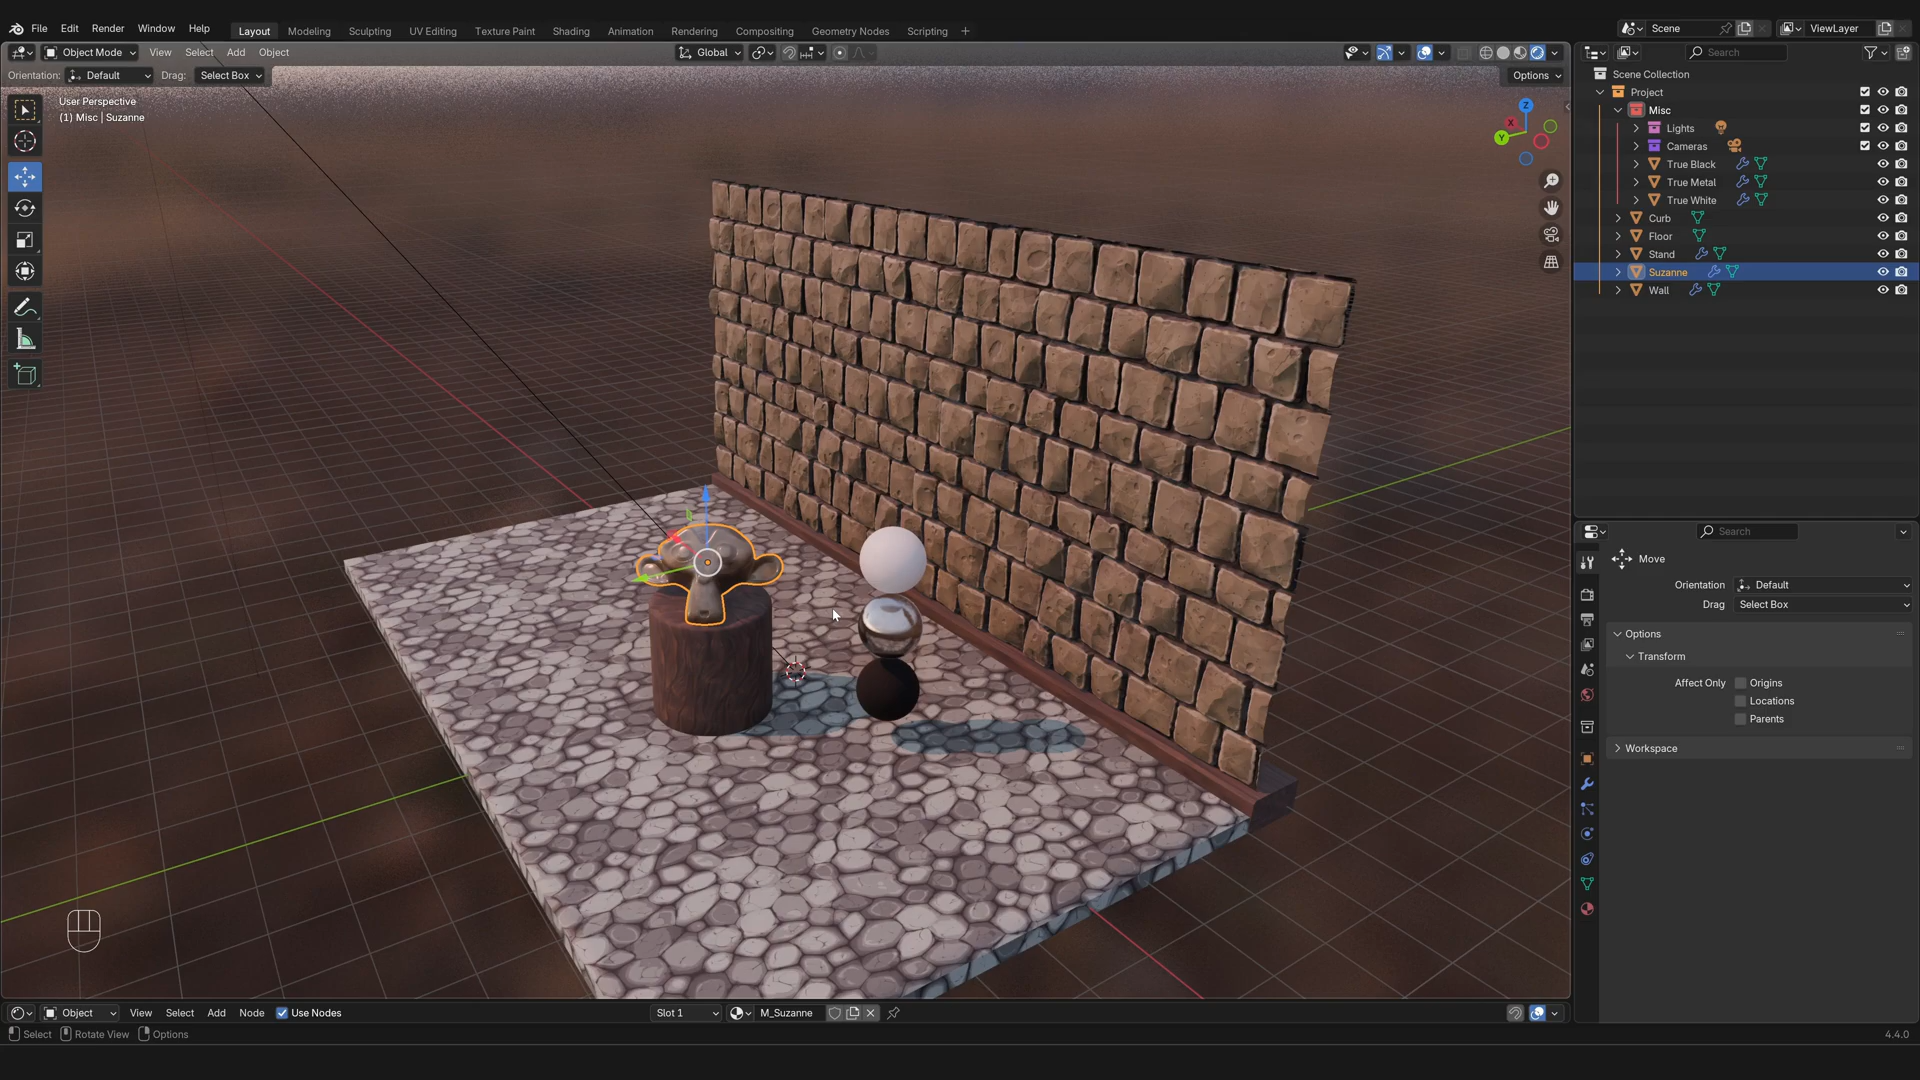 File Edit Render Window Help Layout Modeling Sculpting UV Editing Texture Paint Shading Animation Rendering Compositing Geometry Nodes Scripting + Scene ViewLayer
Object Mode View Select Add Object Global Search
Orientation: Default Drag: Select Box Options
User Perspective
(1) Misc | Suzanne
Z
X
Y
Scene Collection
Project
Misc
Lights
Cameras
True Black
True Metal
True White
Curb
Floor
Stand
Suzanne
Wall
Search
Move
Orientation Default
Drag Select Box
Options
Transform
Affect Only Origins
Locations
Parents
Workspace
Object View Select Add Node Use Nodes Slot 1 M_Suzanne
Select Rotate View Options 4.4.0